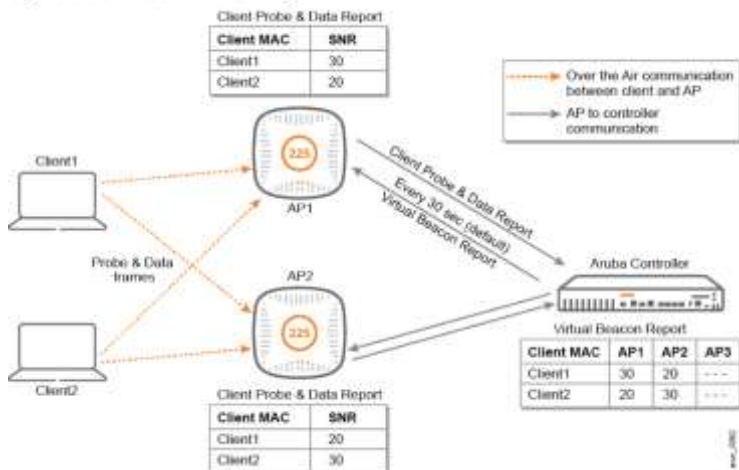 Client Probe & Data Report
Client MAC SNR
Client1 30
Client2 20
Over the Air communication
between client and AP
AP to controller
communication
Client1
225
AP1
Client Probe & Data Report
Every 30 sec (default)
Virtual Beacon Report
Probe & Data
frames
AP2
225
Aruba Controller
Client2
Virtual Beacon Report
Client MAC AP1 AP2 AP3
Client1 30 20 ---
Client2 20 30 ---
Client Probe & Data Report
Client MAC SNR
Client1 20
Client2 30